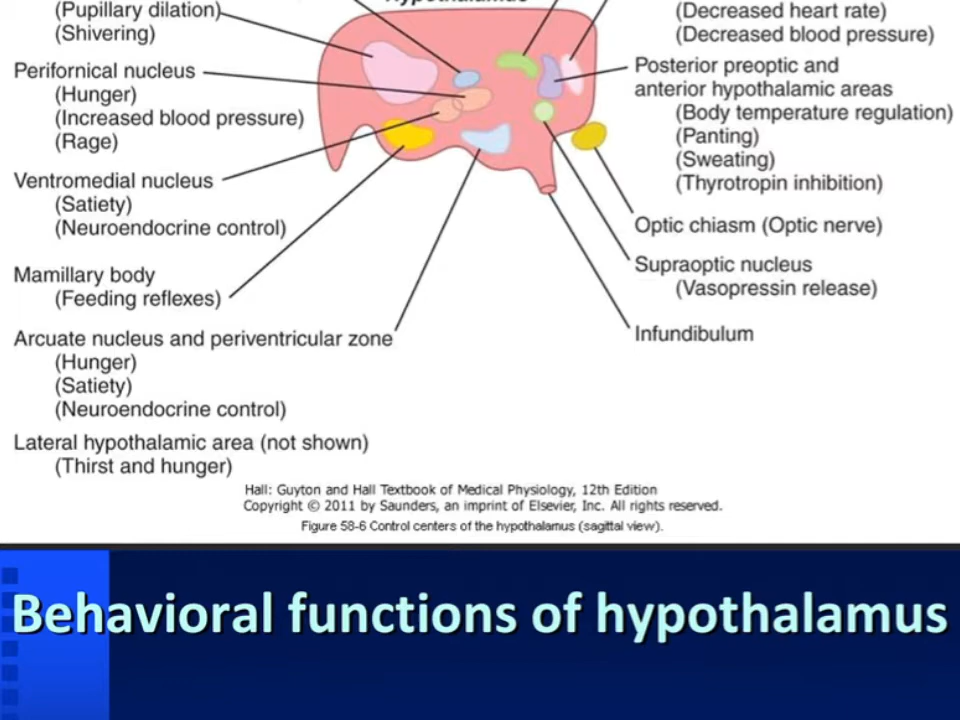 Hypothalamus
(Pupillary dilation)
(Shivering)
Perifornical nucleus
(Hunger)
(Increased blood pressure)
(Rage)
Ventromedial nucleus
(Satiety)
(Neuroendocrine control)
Mamillary body
(Feeding reflexes)
Arcuate nucleus and periventricular zone
(Hunger)
(Satiety)
(Neuroendocrine control)
Lateral hypothalamic area (not shown)
(Thirst and hunger)
(Decreased heart rate)
(Decreased blood pressure)
Posterior preoptic and
anterior hypothalamic areas
(Body temperature regulation)
(Panting)
(Sweating)
(Thyrotropin inhibition)
Optic chiasm (Optic nerve)
Supraoptic nucleus
(Vasopressin release)
Infundibulum
Hall: Guyton and Hall Textbook of Medical Physiology, 12th Edition
Copyright © 2011 by Saunders, an imprint of Elsevier, Inc. All rights reserved.
Figure 58-6 Control centers of the hypothalamus (sagittal view).
Behavioral functions of hypothalamus